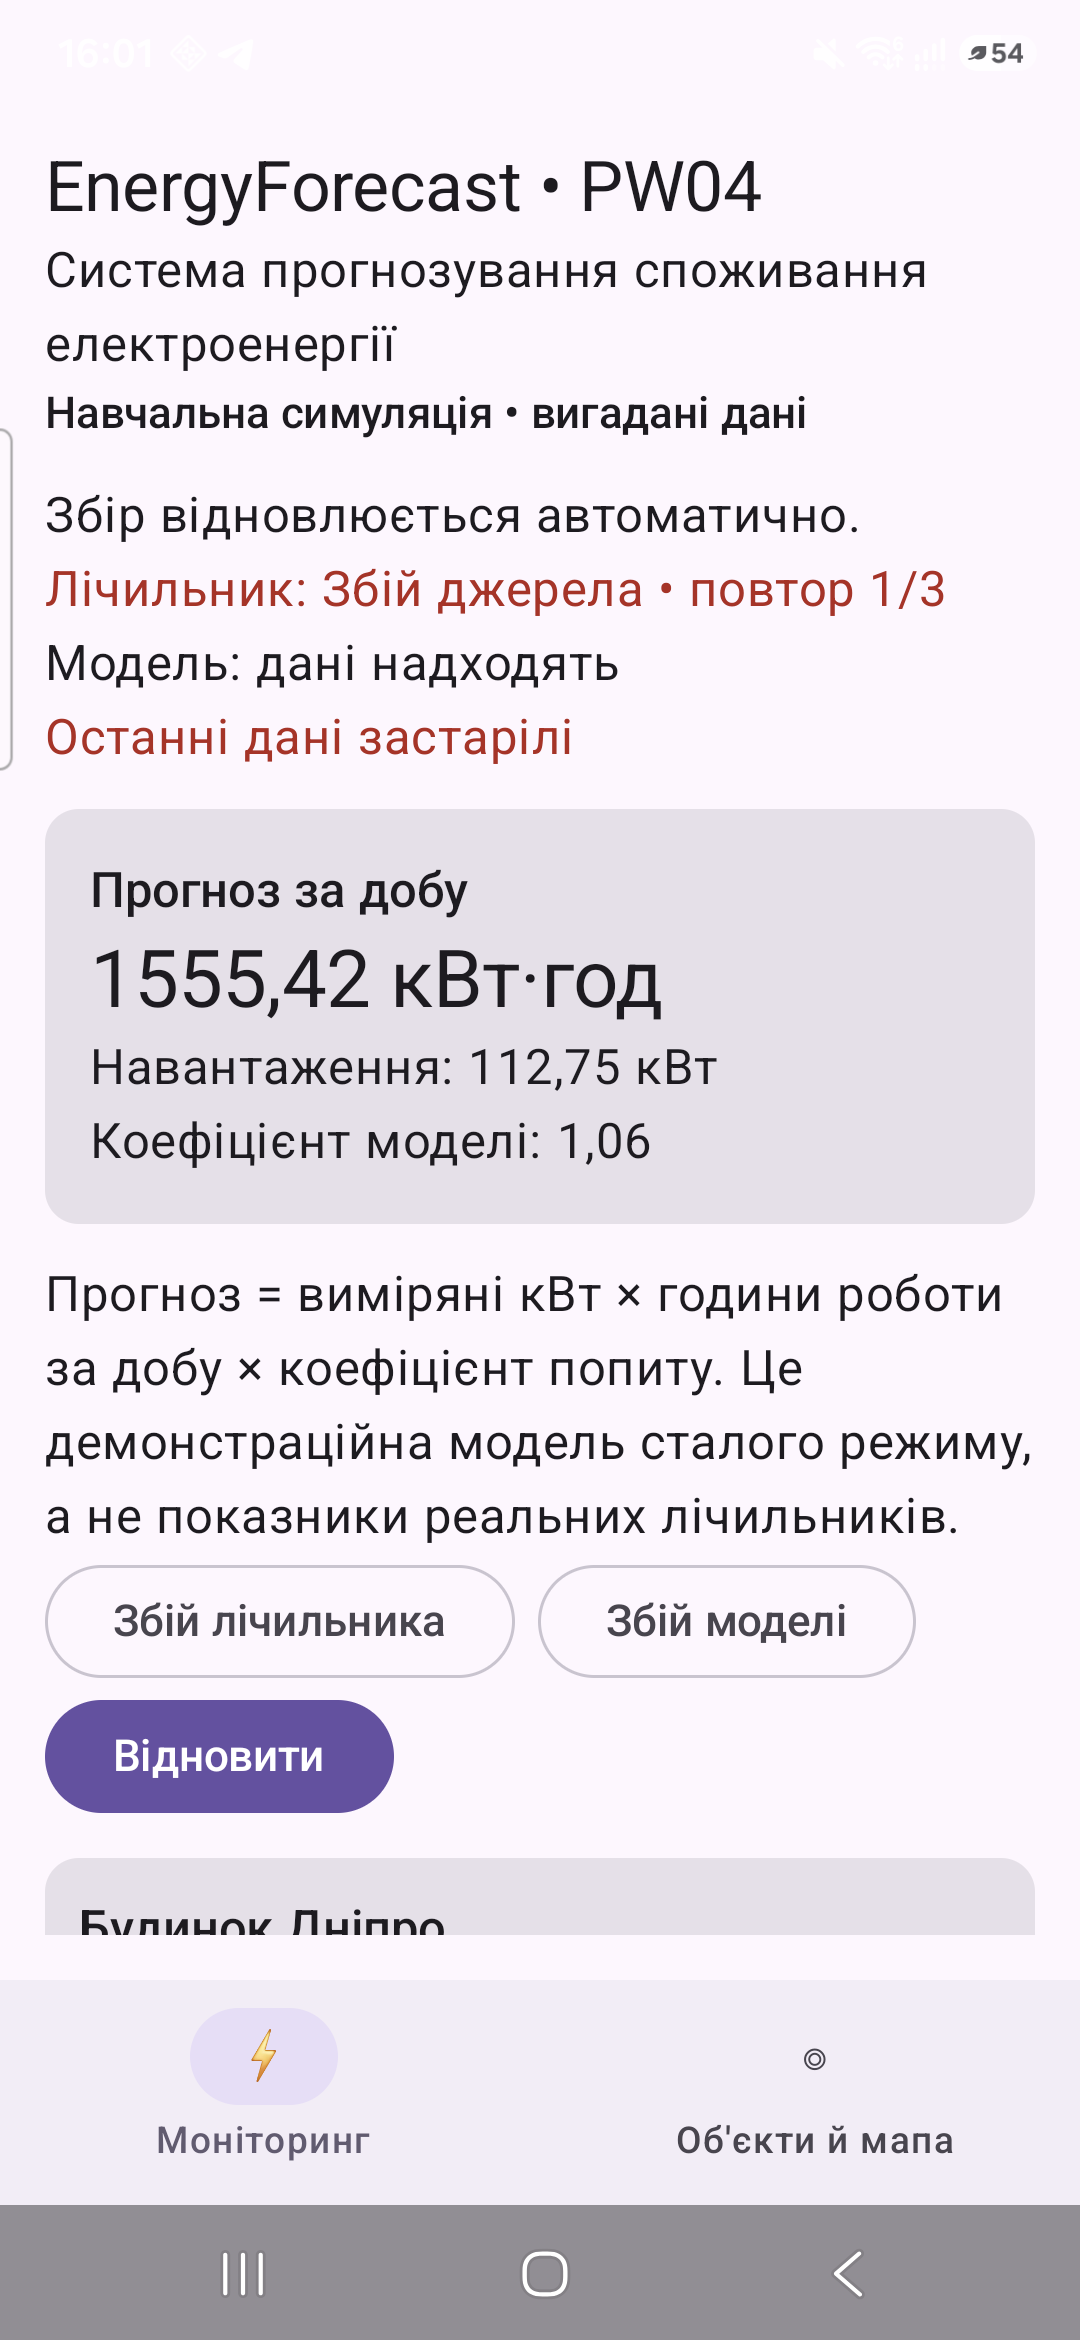 16:01
54
EnergyForecast • PW04
Система прогнозування споживання
електроенергії
Навчальна симуляція • вигадані дані
Збір відновлюється автоматично.
Лічильник: Збій джерела • повтор 1/3
Модель: дані надходять
Останні дані застарілі
Прогноз за добу
1555,42 кВт·год
Навантаження: 112,75 кВт
Коефіцієнт моделі: 1,06
Прогноз = виміряні кВт × години роботи
за добу × коефіцієнт попиту. Це
демонстраційна модель сталого режиму,
а не показники реальних лічильників.
Збій лічильника
Збій моделі
Відновити
Будинок Дніпро
Моніторинг
Об'єкти й мапа